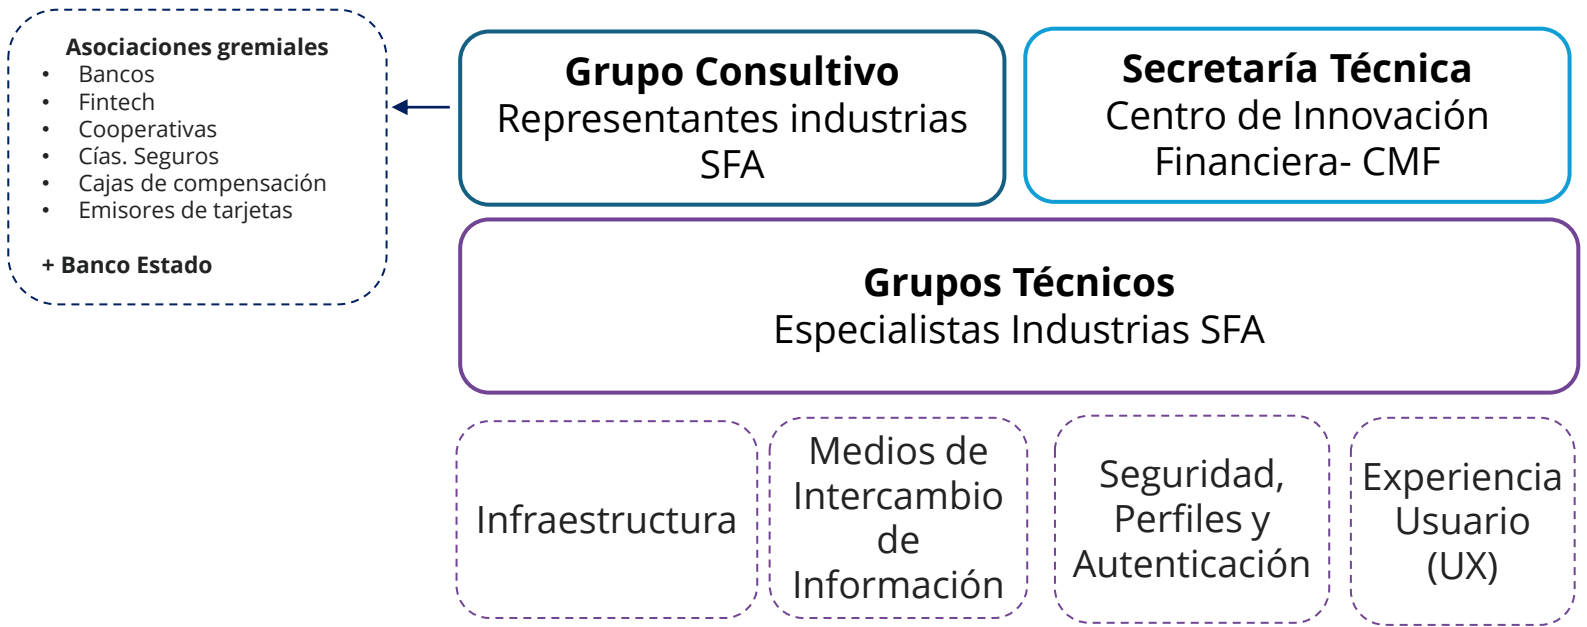 Asociaciones gremiales
• Bancos
• Fintech
• Cooperativas
• Cías. Seguros
• Cajas de compensación
• Emisores de tarjetas
+ Banco Estado
Grupo Consultivo
Representantes industrias
SFA
Secretaría Técnica
Centro de Innovación
Financiera- CMF
Grupos Técnicos
Especialistas Industrias SFA
Infraestructura
Medios de
Intercambio
de
Información
Seguridad,
Perfiles y
Autenticación
Experiencia
Usuario
(UX)